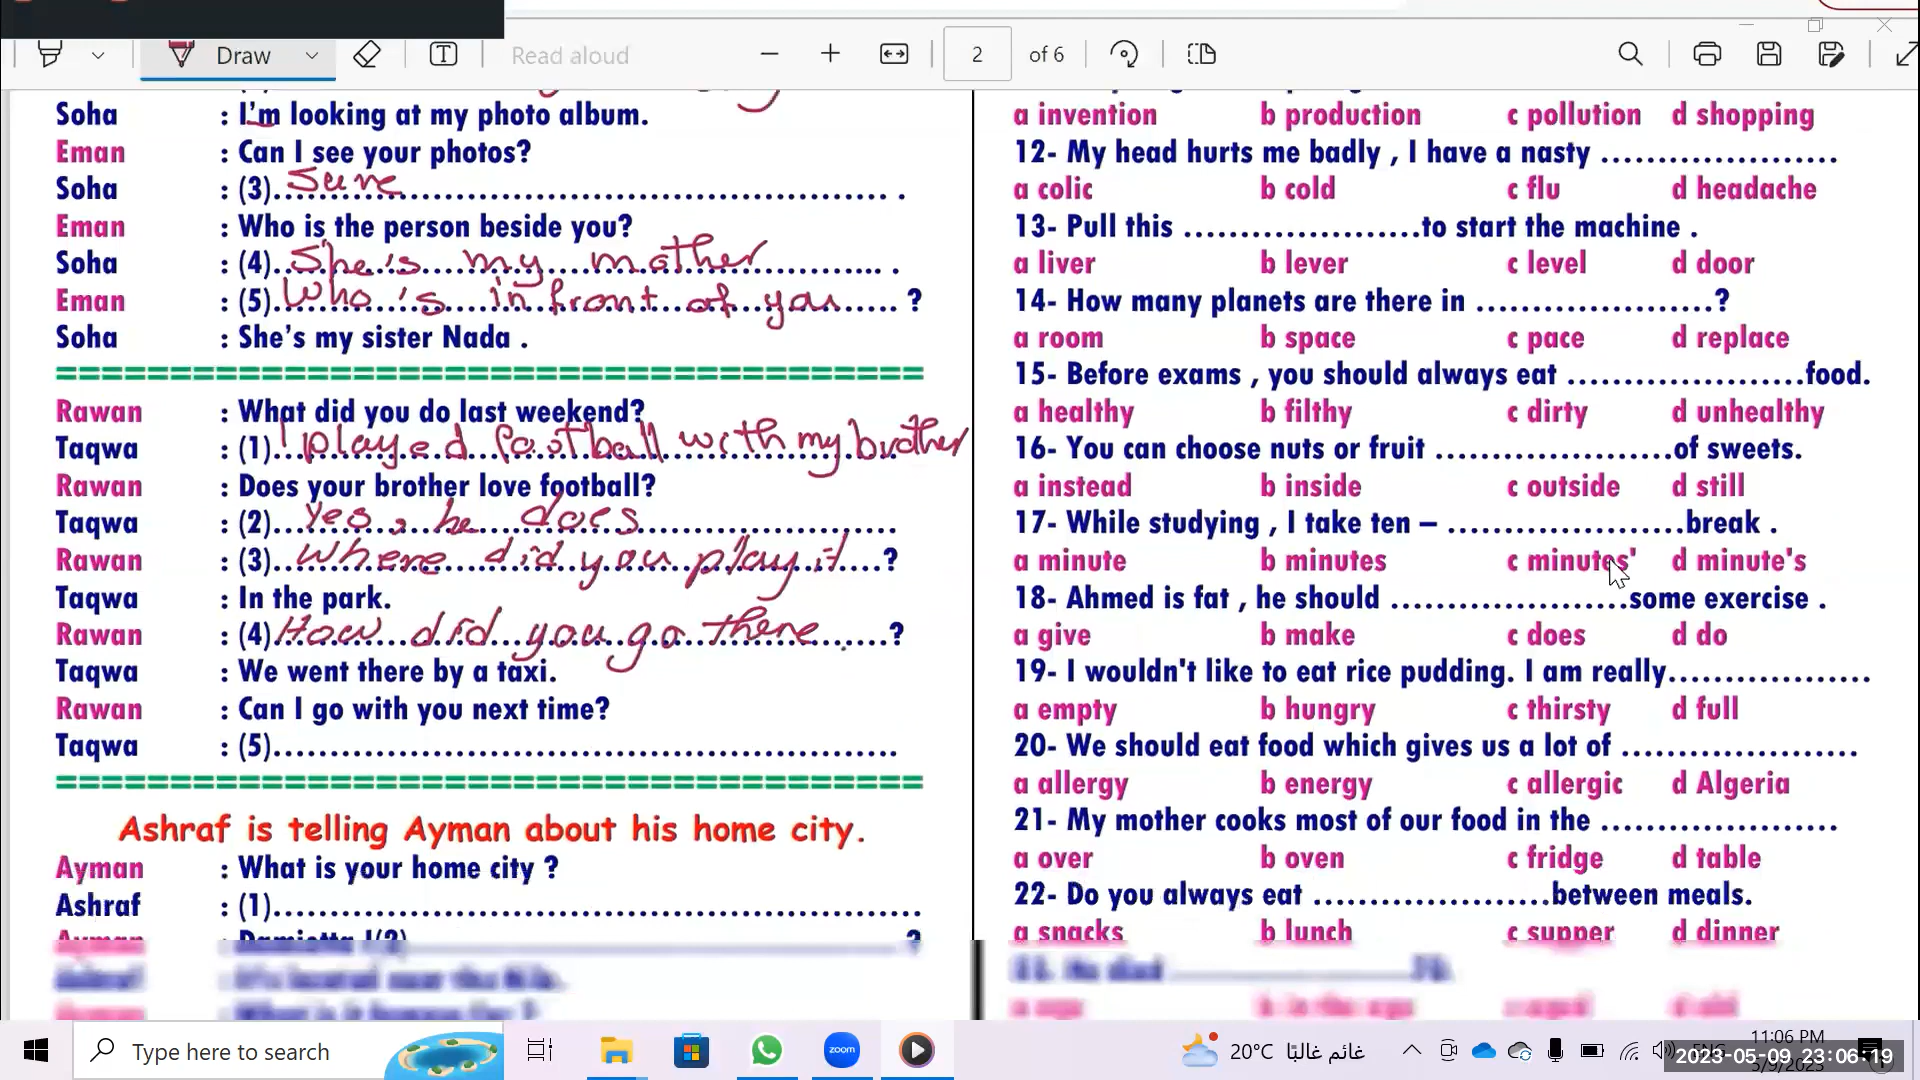 Draw
Read aloud
2
of 6
Soha : I'm looking at my photo album.
Eman : Can I see your photos?
Soha : (3) Sure .
Eman : Who is the person beside you?
Soha : (4) She's my mother .
Eman : (5) Who's in front of you ?
Soha : She's my sister Nada .
Rawan : What did you do last weekend?
Taqwa : (1) I played football with my brother
Rawan : Does your brother love football?
Taqwa : (2) Yes, he does
Rawan : (3) Where did you play it ?
Taqwa : In the park.
Rawan : (4) How did you go there ?
Taqwa : We went there by a taxi.
Rawan : Can I go with you next time?
Taqwa : (5)..................................................
Ashraf is telling Ayman about his home city.
Ayman : What is your home city ?
Ashraf : (1)..................................................
Ayman : Damietta !(2) ?
Ashraf : It's located near the Nile.
a invention b production c pollution d shopping
12- My head hurts me badly , I have a nasty .....................
a colic b cold c flu d headache
13- Pull this .....................to start the machine .
a liver b lever c level d door
14- How many planets are there in .....................?
a room b space c pace d replace
15- Before exams , you should always eat .....................food.
a healthy b filthy c dirty d unhealthy
16- You can choose nuts or fruit .....................of sweets.
a instead b inside c outside d still
17- While studying , I take ten – .....................break .
a minute b minutes c minutes' d minute's
18- Ahmed is fat , he should .....................some exercise .
a give b make c does d do
19- I wouldn't like to eat rice pudding. I am really..................
a empty b hungry c thirsty d full
20- We should eat food which gives us a lot of .....................
a allergy b energy c allergic d Algeria
21- My mother cooks most of our food in the .....................
a over b oven c fridge d table
22- Do you always eat .....................between meals.
a snacks b lunch c supper d dinner
Type here to search
zoom
20°C غائم غالبًا
ENG
11:06 PM
5/9/2023
2023-05-09 23:06:19